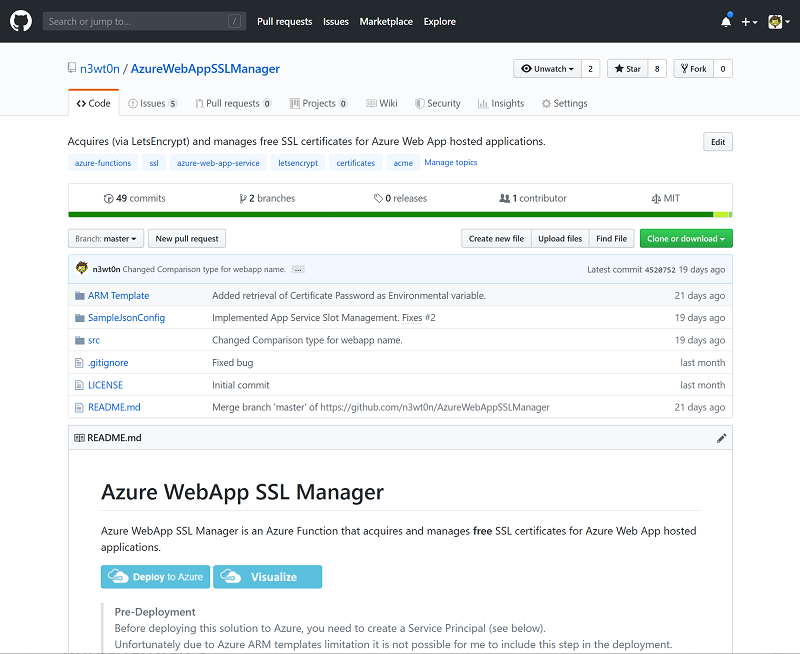 Search or jump to... /
Pull requests Issues Marketplace Explore
n3wt0n / AzureWebAppSSLManager
Unwatch 2 Star 8 Fork 0
Code Issues 5 Pull requests 0 Projects 0 Wiki Security Insights Settings
Acquires (via LetsEncrypt) and manages free SSL certificates for Azure Web App hosted applications.
Edit
azure-functions ssl azure-web-app-service letsencrypt certificates acme Manage topics
49 commits 2 branches 0 releases 1 contributor MIT
Branch: master New pull request Create new file Upload files Find File Clone or download
n3wt0n Changed Comparison type for webapp name. ... Latest commit 4520752 19 days ago
ARM Template Added retrieval of Certificate Password as Environmental variable. 21 days ago
SampleJsonConfig Implemented App Service Slot Management. Fixes #2 19 days ago
src Changed Comparison type for webapp name. 19 days ago
.gitignore Fixed bug last month
LICENSE Initial commit last month
README.md Merge branch 'master' of https://github.com/n3wt0n/AzureWebAppSSLManager 21 days ago
README.md
Azure WebApp SSL Manager
Azure WebApp SSL Manager is an Azure Function that acquires and manages free SSL certificates for Azure Web App hosted
applications.
Deploy to Azure Visualize
Pre-Deployment
Before deploying this solution to Azure, you need to create a Service Principal (see below).
Unfortunately due to Azure ARM templates limitation it is not possible for me to include this step in the deployment.